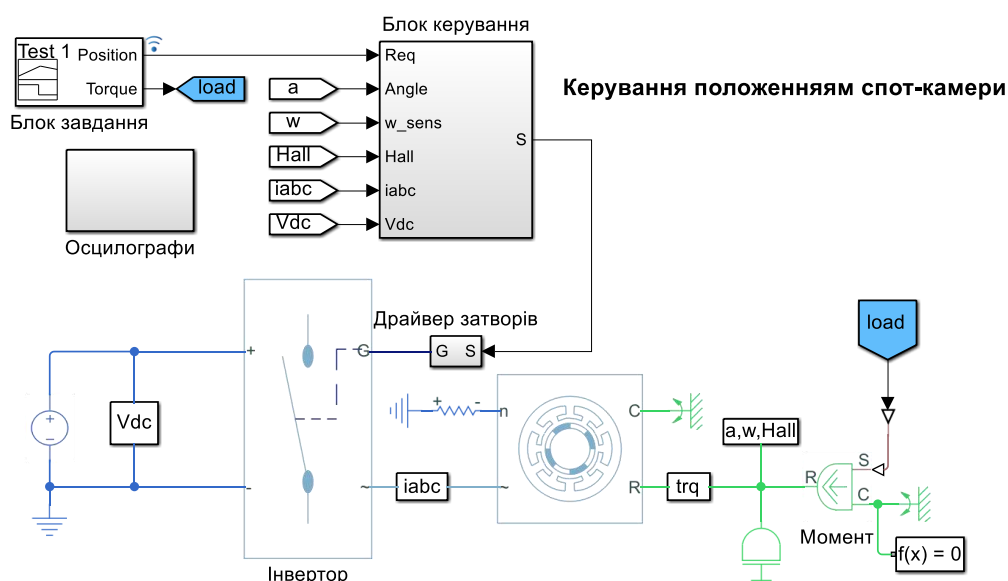 Блок керування
Test 1
Position
Torque
load
Блок завдання
Req
Angle
w_sens
Hall
iabc
Vdc
S
a
w
Hall
iabc
Vdc
Керування положенняям спот-камери
Осцилографи
Драйвер затворів
G S
load
+
G
-
~
Vdc
Інвертор
+ -
n
C
~
R
iabc
trq
a,w,Hall
S
R
C
Момент
f(x) = 0